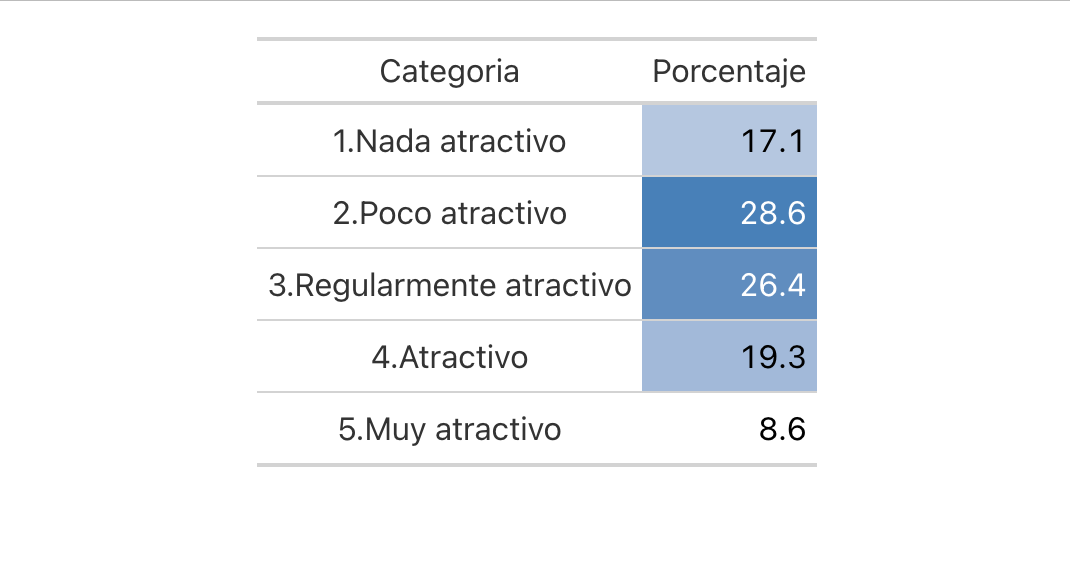 Categoria Porcentaje
1.Nada atractivo 17.1
2.Poco atractivo 28.6
3.Regularmente atractivo 26.4
4.Atractivo 19.3
5.Muy atractivo 8.6